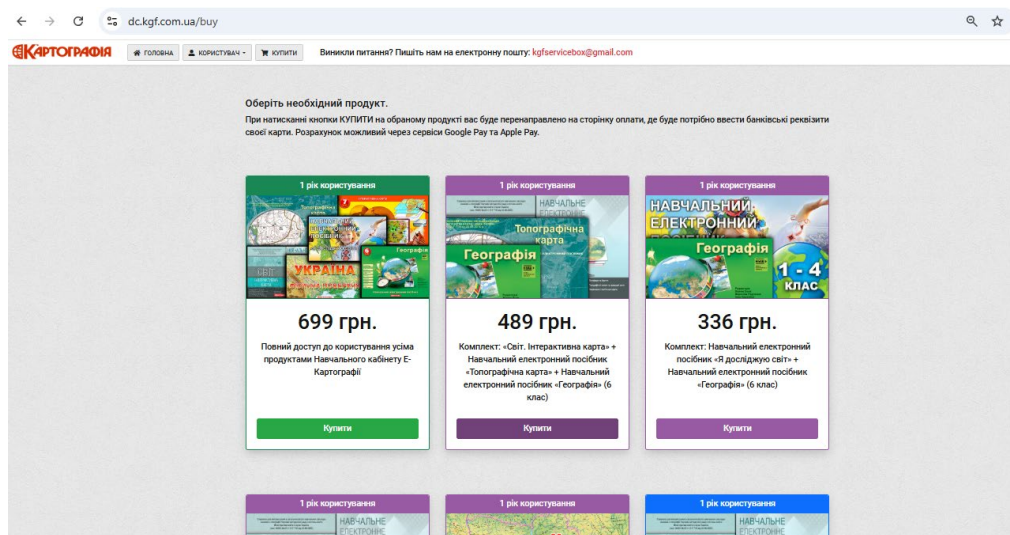 dc.kgf.com.ua/buy
КАРТОГРАФІЯ
ГОЛОВНА
КОРИСТУВАЧ
КУПИТИ
Виникли питання? Пишіть нам на електронну пошту: kgfservicebox@gmail.com
Оберіть необхідний продукт.
При натисканні кнопки КУПИТИ на обраному продукті вас буде перенаправлено на сторінку оплати, де буде потрібно ввести банківські реквізити
своєї карти. Розрахунок можливий через сервіси Google Pay та Apple Pay.
1 рік користування
УКРАЇНА
Географія
699 грн.
Повний доступ до користування усіма
продуктами Навчального кабінету Е-
Картографії
Купити
1 рік користування
НАВЧАЛЬНЕ
ЕЛЕКТРОННЕ
Топографічна
карта
Географія
489 грн.
Комплект: «Світ. Інтерактивна карта» +
Навчальний електронний посібник
«Топографічна карта» + Навчальний
електронний посібник «Географія» (6
клас)
Купити
1 рік користування
НАВЧАЛЬНИЙ
ЕЛЕКТРОННИЙ
Географія
1 - 4
КЛАС
336 грн.
Комплект: Навчальний електронний
посібник «Я досліджую світ» +
Навчальний електронний посібник
«Географія» (6 клас)
Купити
1 рік користування
НАВЧАЛЬНЕ
ЕЛЕКТРОННЕ
1 рік користування
1 рік користування
НАВЧАЛЬНЕ
ЕЛЕКТРОННЕ